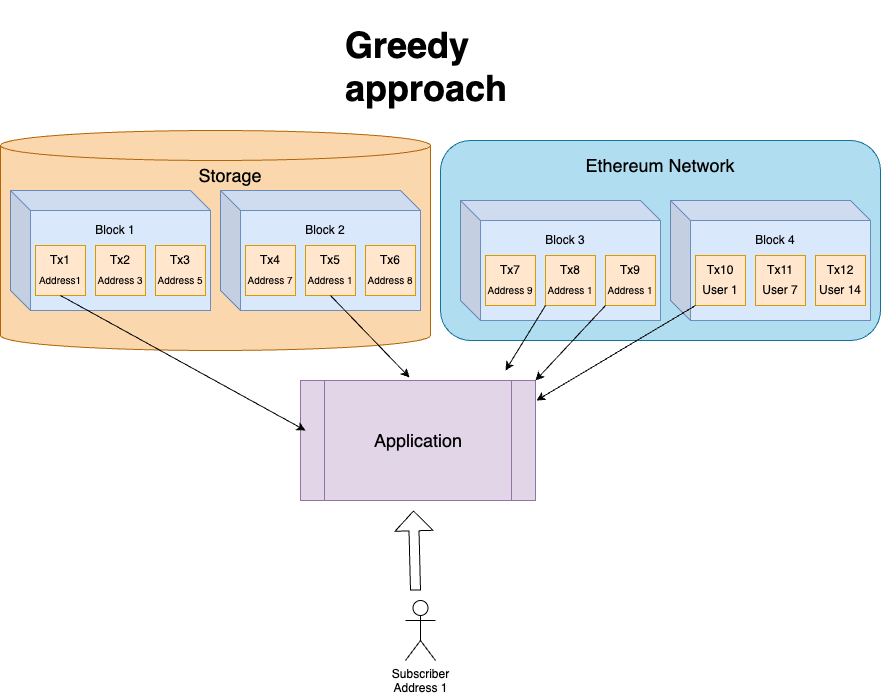 Greedy
approach
Storage
Ethereum Network
Block 1
Tx1
Address1
Tx2
Address 3
Tx3
Address 5
Block 2
Tx4
Address 7
Tx5
Address 1
Tx6
Address 8
Block 3
Tx7
Address 9
Tx8
Address 1
Tx9
Address 1
Block 4
Tx10
User 1
Tx11
User 7
Tx12
User 14
Application
Subscriber
Address 1